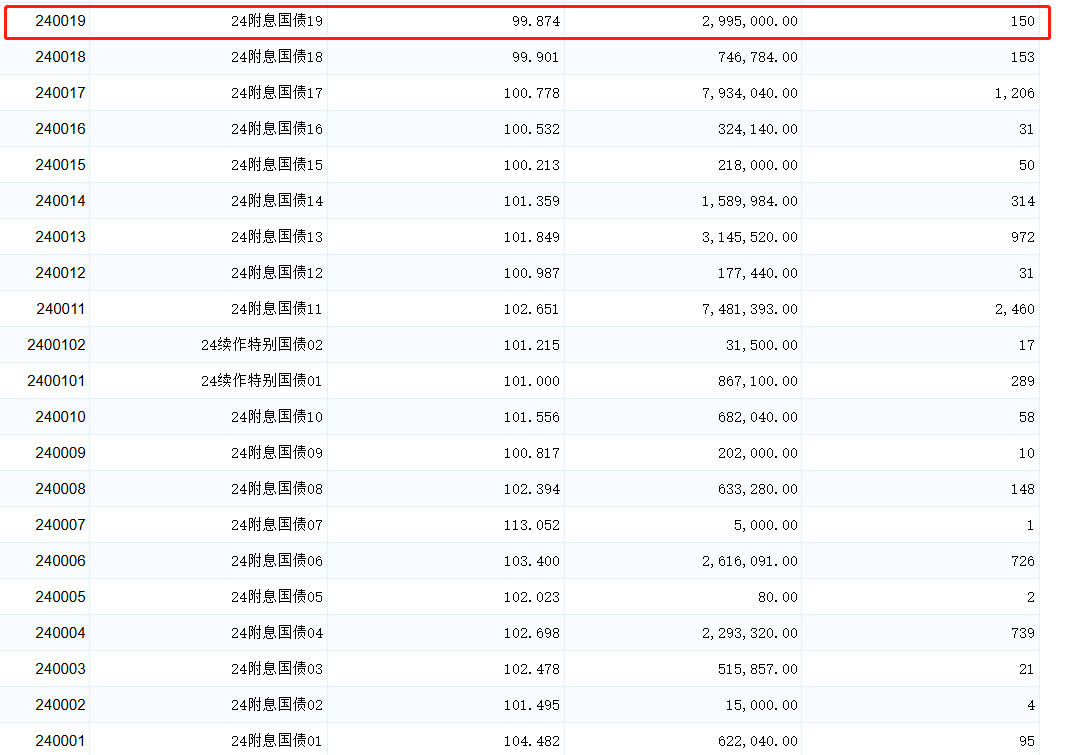 240019 24附息国债19 99.874 2,995,000.00 150
240018 24附息国债18 99.901 746,784.00 153
240017 24附息国债17 100.778 7,934,040.00 1,206
240016 24附息国债16 100.532 324,140.00 31
240015 24附息国债15 100.213 218,000.00 50
240014 24附息国债14 101.359 1,589,984.00 314
240013 24附息国债13 101.849 3,145,520.00 972
240012 24附息国债12 100.987 177,440.00 31
240011 24附息国债11 102.651 7,481,393.00 2,460
2400102 24续作特别国债02 101.215 31,500.00 17
2400101 24续作特别国债01 101.000 867,100.00 289
240010 24附息国债10 101.556 682,040.00 58
240009 24附息国债09 100.817 202,000.00 10
240008 24附息国债08 102.394 633,280.00 148
240007 24附息国债07 113.052 5,000.00 1
240006 24附息国债06 103.400 2,616,091.00 726
240005 24附息国债05 102.023 80.00 2
240004 24附息国债04 102.698 2,293,320.00 739
240003 24附息国债03 102.478 515,857.00 21
240002 24附息国债02 101.495 15,000.00 4
240001 24附息国债01 104.482 622,040.00 95